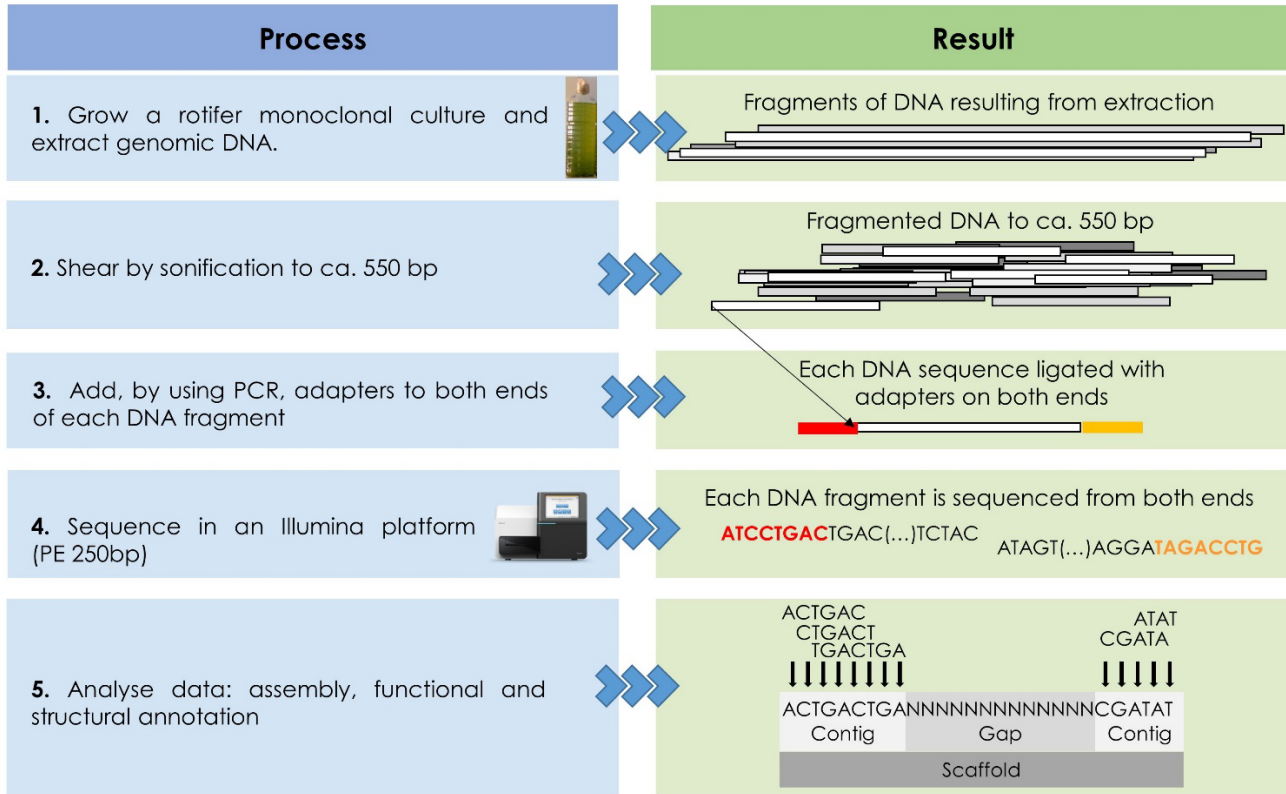 Process
Result
1. Grow a rotifer monoclonal culture and
extract genomic DNA.
Fragments of DNA resulting from extraction
2. Shear by sonification to ca. 550 bp
Fragmented DNA to ca. 550 bp
3. Add, by using PCR, adapters to both ends
of each DNA fragment
Each DNA sequence ligated with
adapters on both ends
4. Sequence in an Illumina platform
(PE 250bp)
Each DNA fragment is sequenced from both ends
ATCCTGACTGAC(...)TCTAC
ATAGT(...)AGGATAGACCTG
5. Analyse data: assembly, functional and
structural annotation
ACTGAC
CTGACT
TGACTGA
ATAT
CGATA
ACTGACTGANNNNNNNNNNNNNCGATAT
Contig
Gap
Contig
Scaffold